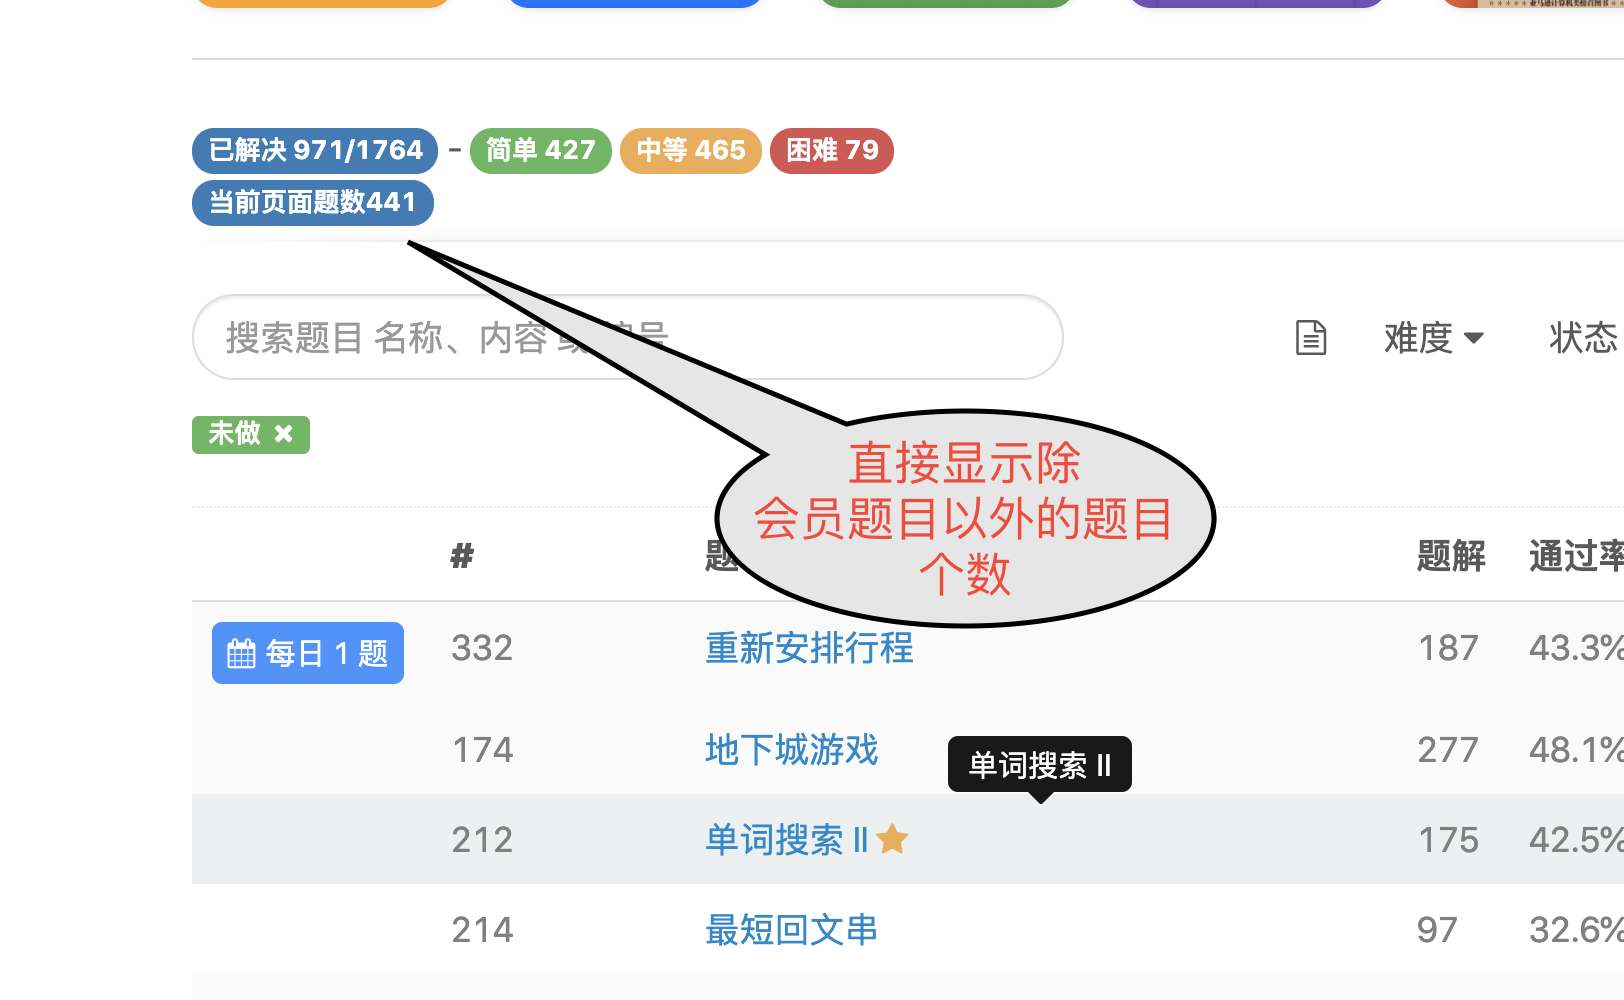 已解决 971/1764 - 简单 427 中等 465 困难 79
当前页面题数441
搜索题目 名称、内容
难度 状态
未做 ×
直接显示除
会员题目以外的题目
个数
# 题 题解 通过率
每日 1 题 332 重新安排行程 187 43.3%
174 地下城游戏 277 48.1%
单词搜索 II
212 单词搜索 II 175 42.5%
214 最短回文串 97 32.6%